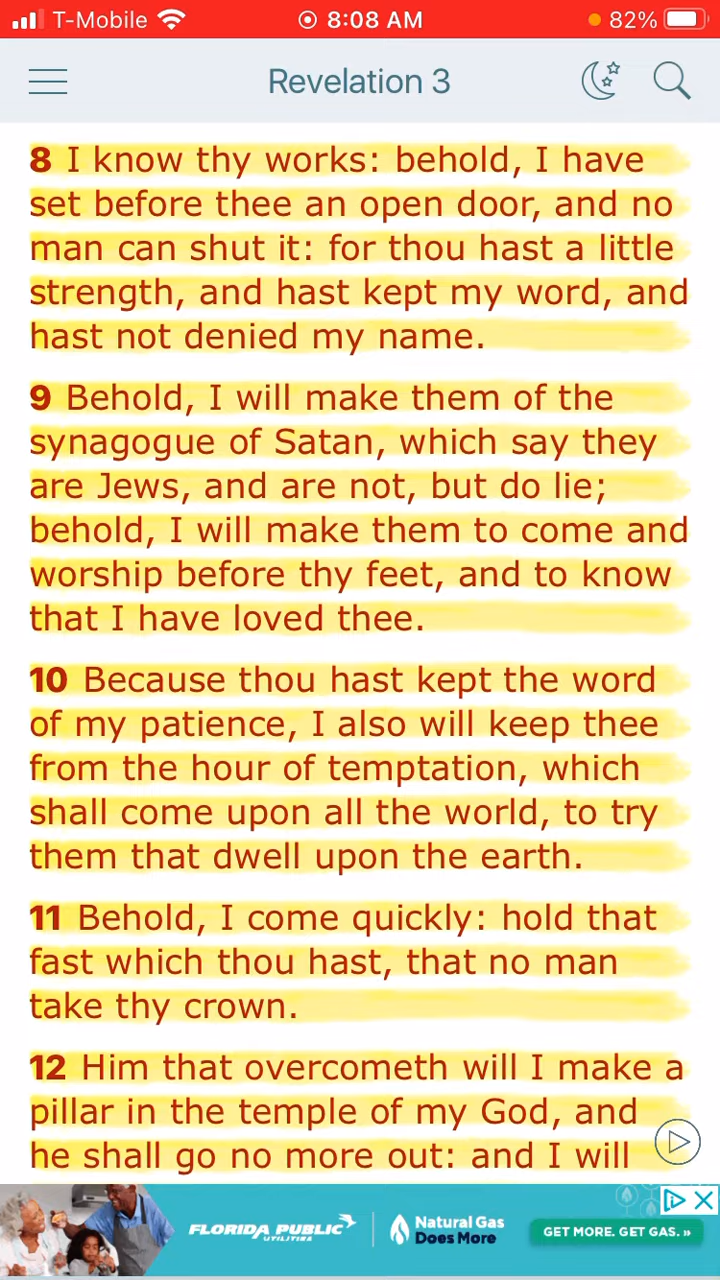 T-Mobile 8:08 AM 82%
Revelation 3
8 I know thy works: behold, I have
set before thee an open door, and no
man can shut it: for thou hast a little
strength, and hast kept my word, and
hast not denied my name.
9 Behold, I will make them of the
synagogue of Satan, which say they
are Jews, and are not, but do lie;
behold, I will make them to come and
worship before thy feet, and to know
that I have loved thee.
10 Because thou hast kept the word
of my patience, I also will keep thee
from the hour of temptation, which
shall come upon all the world, to try
them that dwell upon the earth.
11 Behold, I come quickly: hold that
fast which thou hast, that no man
take thy crown.
12 Him that overcometh will I make a
pillar in the temple of my God, and
he shall go no more out: and I will
FLORIDA PUBLIC
UTILITIES
Natural Gas
Does More
GET MORE. GET GAS. »